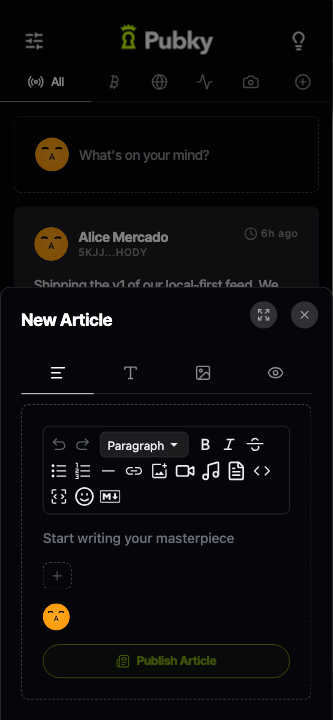 Pubky
All
What's on your mind?
Alice Mercado
6h ago
5KJJ...HODY
Shipping the v1 of our local-first feed. We
New Article
Paragraph
B I S
M↓
Start writing your masterpiece
Publish Article